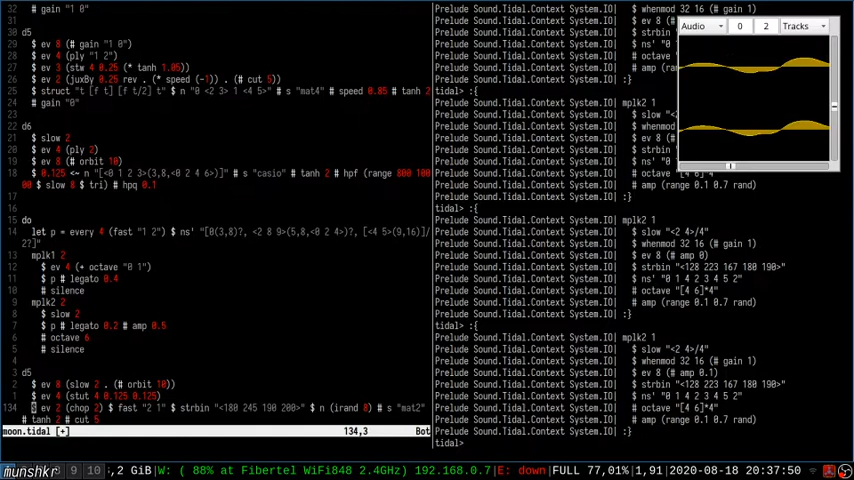 32   # gain "1 0"
31
30 d5
29   $ ev 8 (# gain "1 0")
28   $ ev 4 (ply "1 2")
27   $ ev 3 (stw 4 0.25 (* tanh 1.05))
26   $ ev 2 (juxBy 0.25 rev . (* speed (-1)) . (# cut 5))
25   $ struct "t [f t] [f t/2] t" $ n "0 <2 3> 1 <4 5>" # s "mat4" # speed 0.85 # tanh 2
24   # gain "0"
23
22 d6
21   $ slow 2
20   $ ev 4 (ply 2)
19   $ ev 8 (# orbit 10)
18   $ 0.125 <~ n "[<0 1 2 3>(3,8,<0 2 4 6>)]" # s "casio" # tanh 2 # hpf (range 800 100
00 $ slow 8 $ tri) # hpq 0.1
17
16
15 do
14   let p = every 4 (fast "1 2") $ ns' "[0(3,8)?, <2 8 9>(5,8,<0 2 4>)?, [<4 5>(9,16)]/
2?]"
13   mplk1 2
12     $ ev 4 (+ octave "0 1")
11     $ p # legato 0.4
10     # silence
9   mplk2 2
8     $ slow 2
7     $ p # legato 0.2 # amp 0.5
6     # octave 6
5     # silence
4
3 d5
2   $ ev 8 (slow 2 . (# orbit 10))
1   $ ev 4 (stut 4 0.125 0.125)
134   $ ev 2 (chop 2) $ fast "2 1" $ strbin "<180 245 190 200>" $ n (irand 8) # s "mat2"
# tanh 2 # cut 5
moon.tidal [+] 134,3 Bot
Prelude Sound.Tidal.Context System.IO|   $ whenmod 32 16 (# gain 1)
Prelude Sound.Tidal.Context System.IO|   $ ev 8
Prelude Sound.Tidal.Context System.IO|   $ strbin
Prelude Sound.Tidal.Context System.IO|   $ ns'
Prelude Sound.Tidal.Context System.IO|   # octave
Prelude Sound.Tidal.Context System.IO|   # amp
Prelude Sound.Tidal.Context System.IO| :}
tidal> :{
Prelude Sound.Tidal.Context System.IO| mplk2 1
Prelude Sound.Tidal.Context System.IO|   $ slow "<
Prelude Sound.Tidal.Context System.IO|   $ whenmod
Prelude Sound.Tidal.Context System.IO|   $ ev 8
Prelude Sound.Tidal.Context System.IO|   $ strbin
Prelude Sound.Tidal.Context System.IO|   $ ns'
Prelude Sound.Tidal.Context System.IO|   # octave "[4 6]*4"
Prelude Sound.Tidal.Context System.IO|   # amp (range 0.1 0.7 rand)
Prelude Sound.Tidal.Context System.IO| :}
tidal> :{
Prelude Sound.Tidal.Context System.IO| mplk2 1
Prelude Sound.Tidal.Context System.IO|   $ slow "<2 4>/4"
Prelude Sound.Tidal.Context System.IO|   $ whenmod 32 16 (# gain 1)
Prelude Sound.Tidal.Context System.IO|   $ ev 8 (# amp 0)
Prelude Sound.Tidal.Context System.IO|   $ strbin "<128 223 167 180 190>"
Prelude Sound.Tidal.Context System.IO|   $ ns' "0 1 4 2 3 4 5 2"
Prelude Sound.Tidal.Context System.IO|   # octave "[4 6]*4"
Prelude Sound.Tidal.Context System.IO|   # amp (range 0.1 0.7 rand)
Prelude Sound.Tidal.Context System.IO| :}
tidal> :{
Prelude Sound.Tidal.Context System.IO| mplk2 1
Prelude Sound.Tidal.Context System.IO|   $ slow "<2 4>/4"
Prelude Sound.Tidal.Context System.IO|   $ whenmod 32 16 (# gain 1)
Prelude Sound.Tidal.Context System.IO|   $ ev 8 (# amp 0.1)
Prelude Sound.Tidal.Context System.IO|   $ strbin "<128 223 167 180 190>"
Prelude Sound.Tidal.Context System.IO|   $ ns' "0 1 4 2 3 4 5 2"
Prelude Sound.Tidal.Context System.IO|   # octave "[4 6]*4"
Prelude Sound.Tidal.Context System.IO|   # amp (range 0.1 0.7 rand)
Prelude Sound.Tidal.Context System.IO| :}
tidal>
Audio 0 2 Tracks
munshkr 9 10 ,2 GiB|W: ( 88% at Fibertel WiFi848 2.4GHz) 192.168.0.7|E: down|FULL 77,01%|1,91|2020-08-18 20:37:50